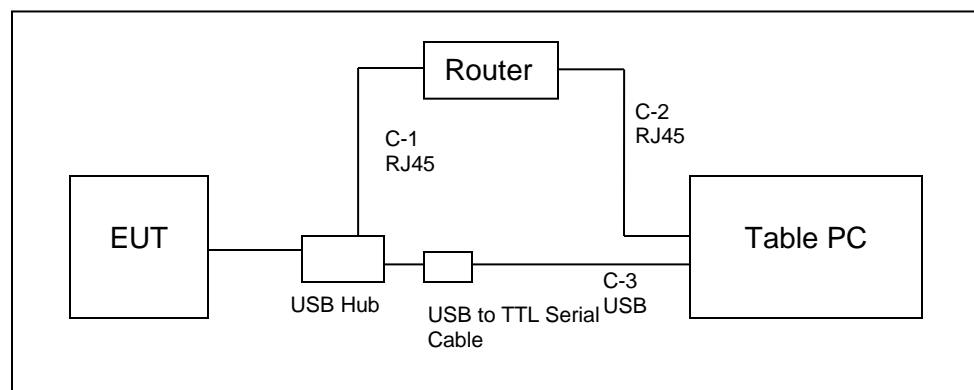 Router
C-1
RJ45
C-2
RJ45
EUT
Table PC
USB Hub
USB to TTL Serial
Cable
C-3
USB